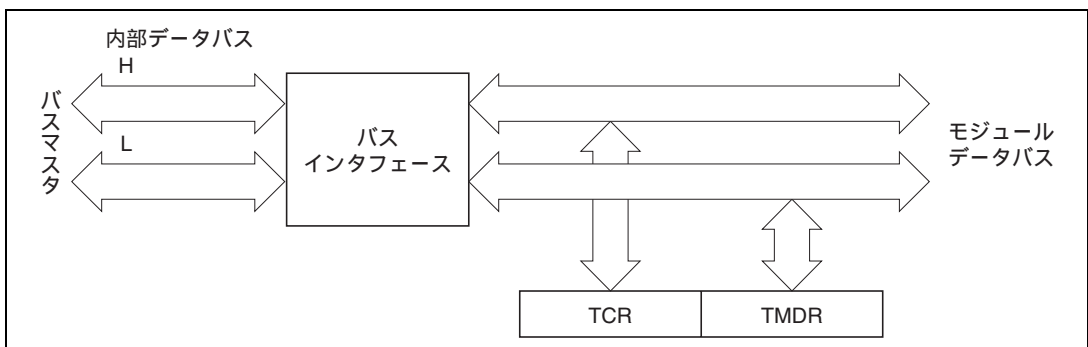 内部データバス
H
バスマスタ
L
バス
インタフェース
モジュール
データバス
TCR
TMDR